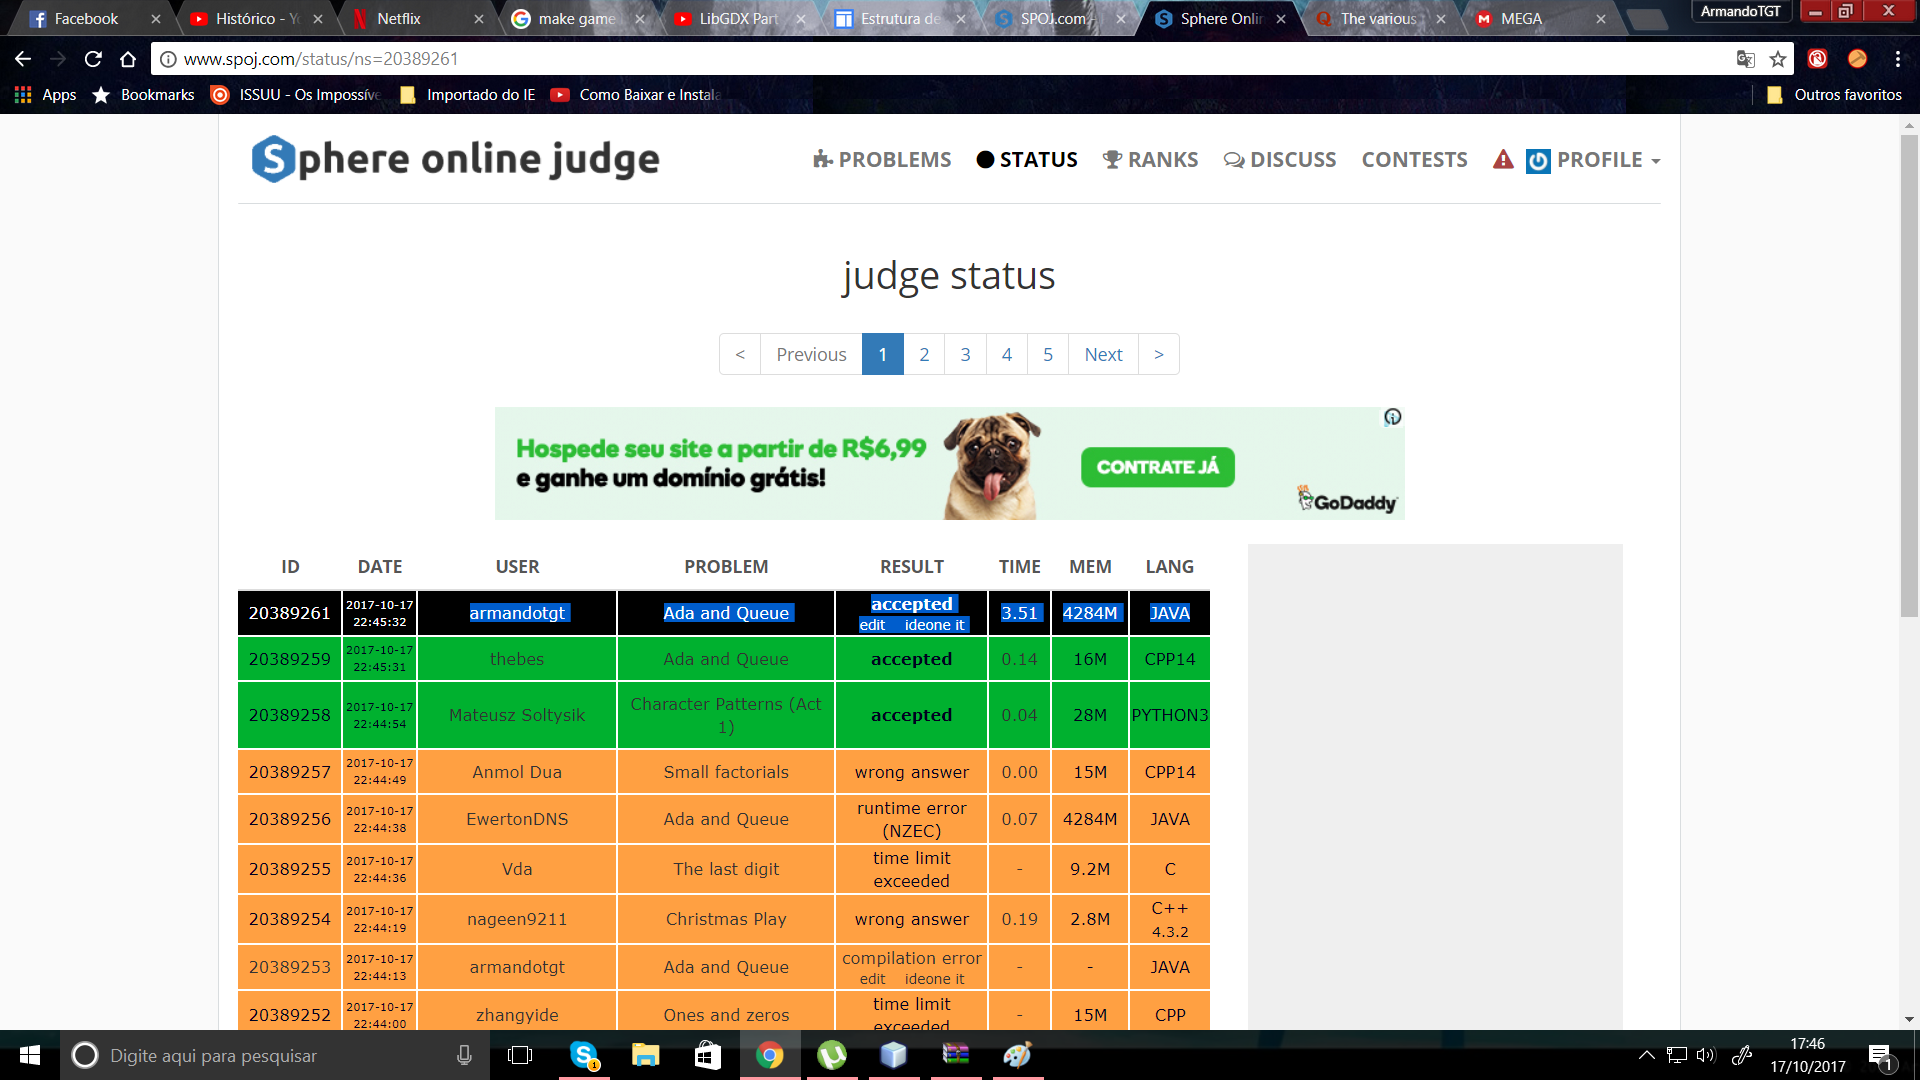 Facebook
Histórico - Yo
Netflix
make game
LibGDX Part
Estrutura de
SPOJ.com -
Sphere Onlin
The various
MEGA
ArmandoTGT
www.spoj.com/status/ns=20389261
Apps
Bookmarks
ISSUU - Os Impossíve
Importado do IE
Como Baixar e Instala
Outros favoritos
Sphere online judge
PROBLEMS
STATUS
RANKS
DISCUSS
CONTESTS
PROFILE
judge status
< Previous 1 2 3 4 5 Next >
Hospede seu site a partir de R$6,99
e ganhe um domínio grátis!
CONTRATE JÁ
GoDaddy
ID DATE USER PROBLEM RESULT TIME MEM LANG
20389261 2017-10-17 22:45:32 armandotgt Ada and Queue accepted edit ideone it 3.51 4284M JAVA
20389259 2017-10-17 22:45:31 thebes Ada and Queue accepted 0.14 16M CPP14
20389258 2017-10-17 22:44:54 Mateusz Soltysik Character Patterns (Act 1) accepted 0.04 28M PYTHON3
20389257 2017-10-17 22:44:49 Anmol Dua Small factorials wrong answer 0.00 15M CPP14
20389256 2017-10-17 22:44:38 EwertonDNS Ada and Queue runtime error (NZEC) 0.07 4284M JAVA
20389255 2017-10-17 22:44:36 Vda The last digit time limit exceeded - 9.2M C
20389254 2017-10-17 22:44:19 nageen9211 Christmas Play wrong answer 0.19 2.8M C++ 4.3.2
20389253 2017-10-17 22:44:13 armandotgt Ada and Queue compilation error edit ideone it - - JAVA
20389252 2017-10-17 22:44:00 zhangyide Ones and zeros time limit exceeded - 15M CPP
Digite aqui para pesquisar
1
17:46
17/10/2017
1